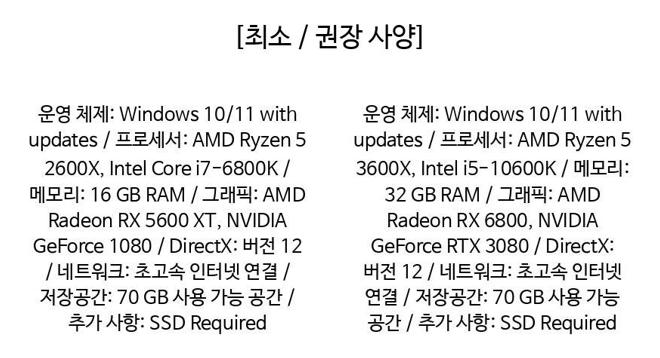 [최소 / 권장 사양]
운영 체제: Windows 10/11 with
updates / 프로세서: AMD Ryzen 5
2600X, Intel Core i7-6800K /
메모리: 16 GB RAM / 그래픽: AMD
Radeon RX 5600 XT, NVIDIA
GeForce 1080 / DirectX: 버전 12
/ 네트워크: 초고속 인터넷 연결 /
저장공간: 70 GB 사용 가능 공간 /
추가 사항: SSD Required
운영 체제: Windows 10/11 with
updates / 프로세서: AMD Ryzen 5
3600X, Intel i5-10600K / 메모리:
32 GB RAM / 그래픽: AMD
Radeon RX 6800, NVIDIA
GeForce RTX 3080 / DirectX:
버전 12 / 네트워크: 초고속 인터넷
연결 / 저장공간: 70 GB 사용 가능
공간 / 추가 사항: SSD Required